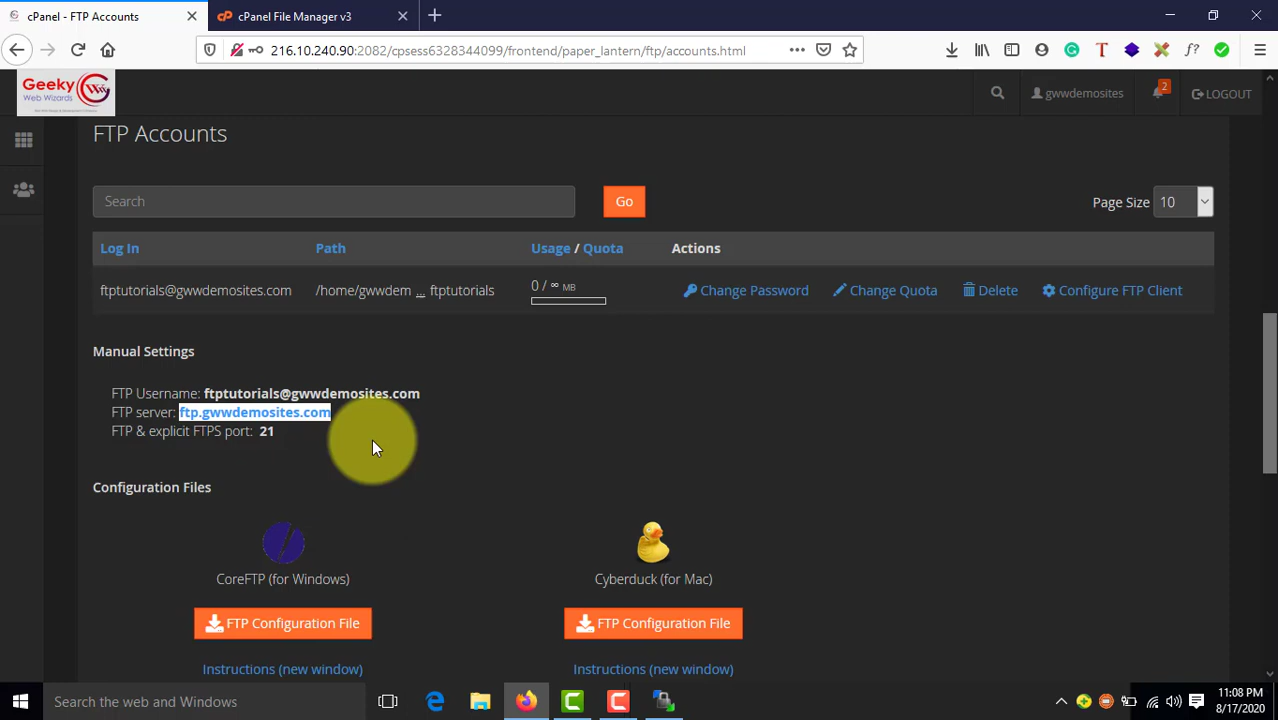 cPanel - FTP Accounts
cPanel File Manager v3
216.10.240.90:2082/cpsess6328344099/frontend/paper_lantern/ftp/accounts.html
Geeky
Web Wizards
gwwdemosites
2
LOGOUT
FTP Accounts
Search
Go
Page Size 10
Log In Path Usage / Quota Actions
ftptutorials@gwwdemosites.com /home/gwwdem ... ftptutorials 0 / ∞ MB Change Password Change Quota Delete Configure FTP Client
Manual Settings
FTP Username: ftptutorials@gwwdemosites.com
FTP server: ftp.gwwdemosites.com
FTP & explicit FTPS port: 21
Configuration Files
CoreFTP (for Windows) Cyberduck (for Mac)
FTP Configuration File FTP Configuration File
Instructions (new window) Instructions (new window)
Search the web and Windows
11:08 PM
8/17/2020